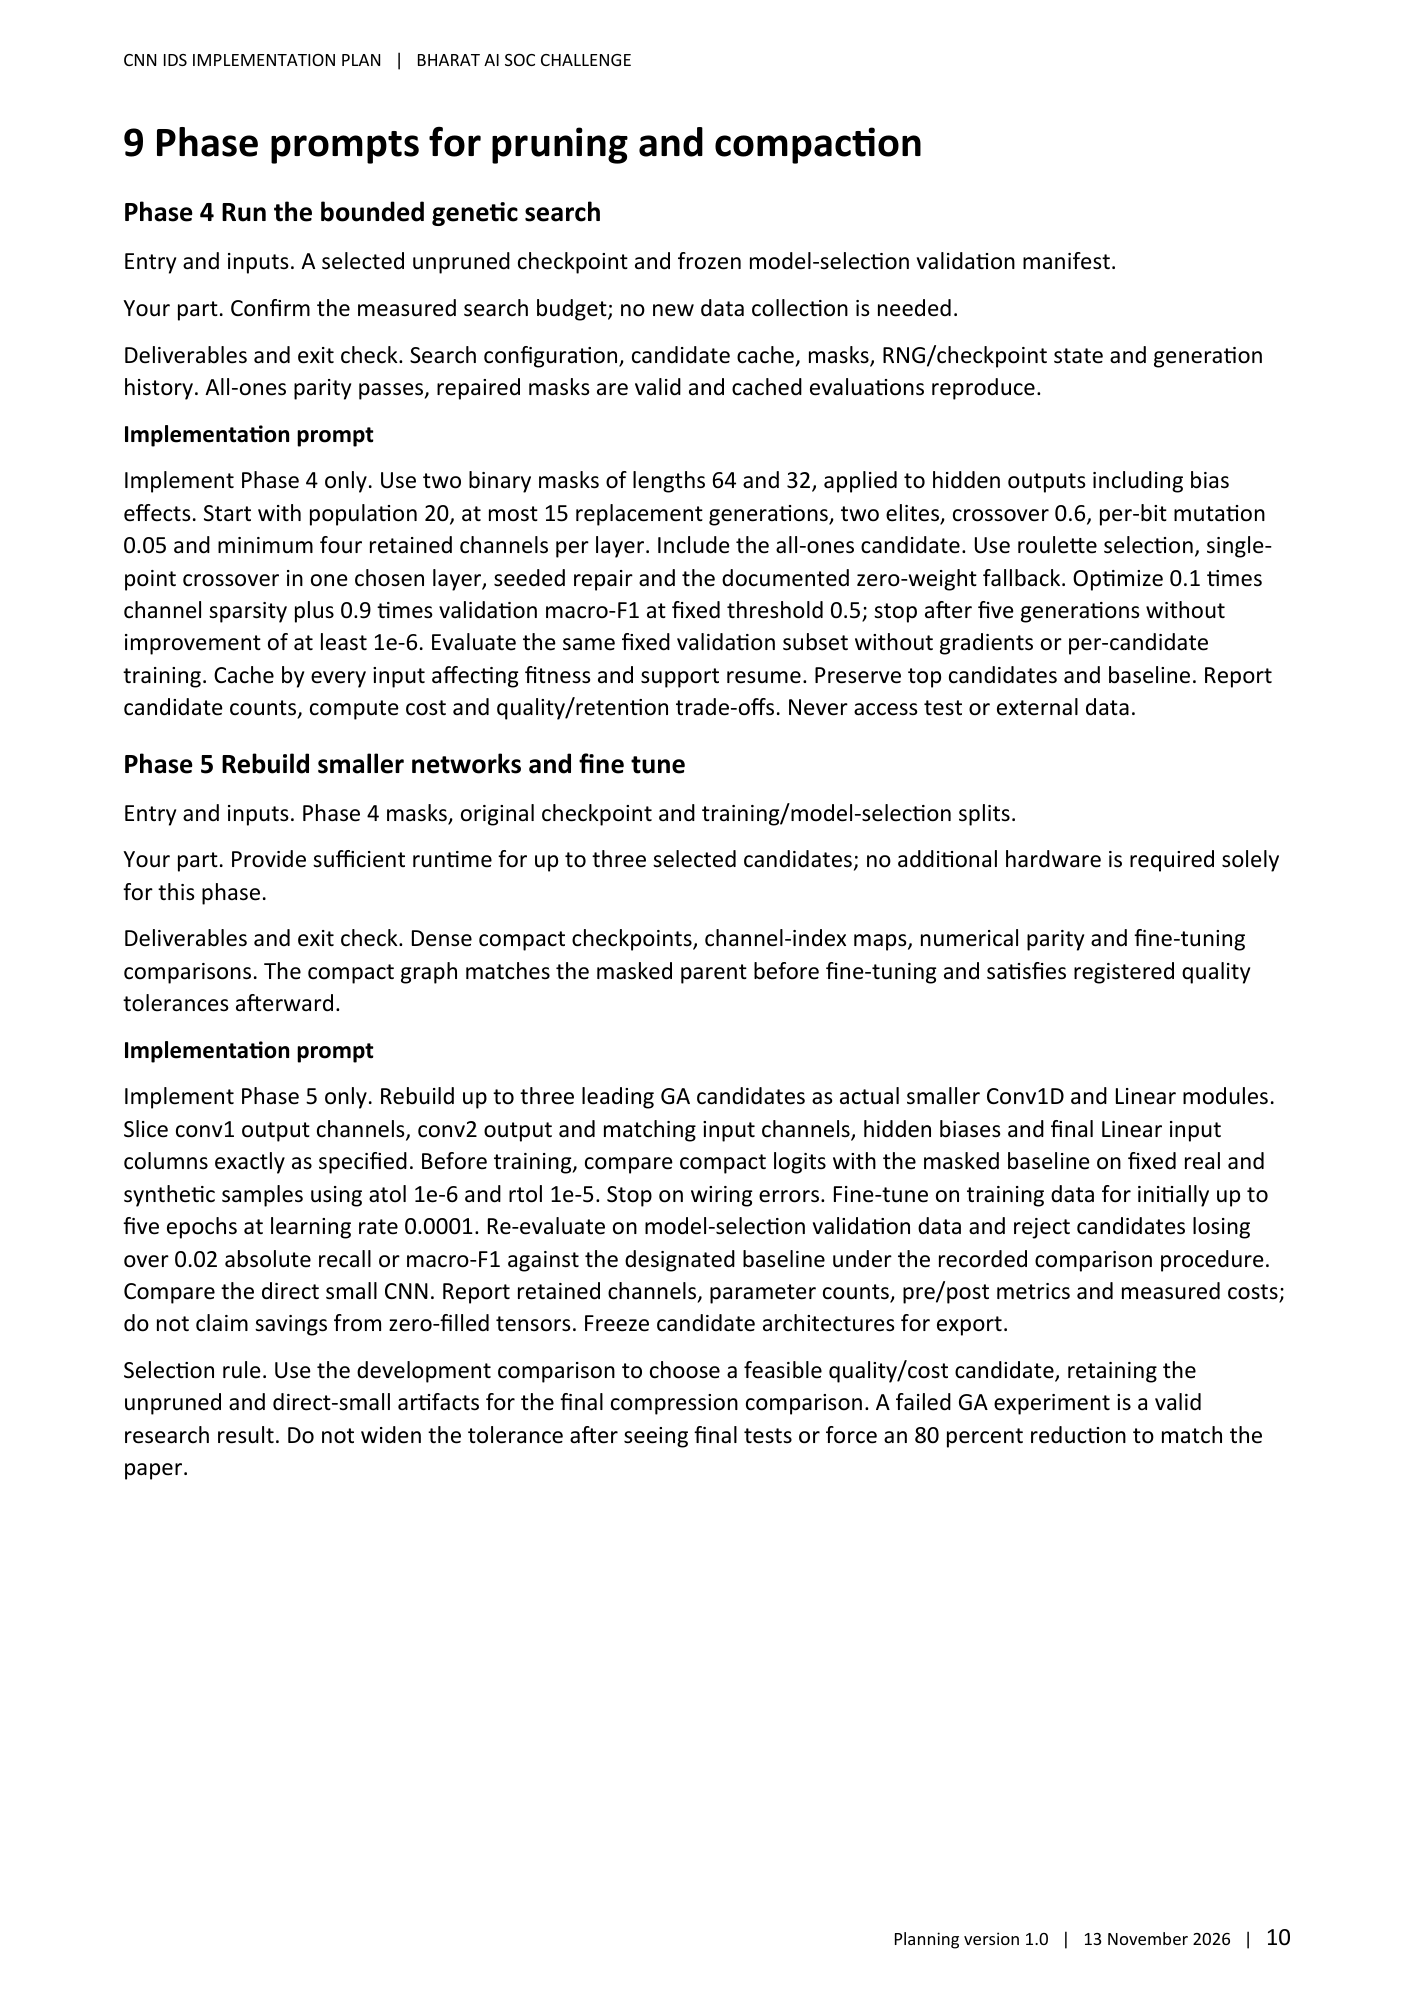 CNN IDS IMPLEMENTATION PLAN | BHARAT AI SOC CHALLENGE
9 Phase prompts for pruning and compaction
Phase 4 Run the bounded genetic search
Entry and inputs. A selected unpruned checkpoint and frozen model-selection validation manifest.
Your part. Confirm the measured search budget; no new data collection is needed.
Deliverables and exit check. Search configuration, candidate cache, masks, RNG/checkpoint state and generation
history. All-ones parity passes, repaired masks are valid and cached evaluations reproduce.
Implementation prompt
Implement Phase 4 only. Use two binary masks of lengths 64 and 32, applied to hidden outputs including bias
effects. Start with population 20, at most 15 replacement generations, two elites, crossover 0.6, per-bit mutation
0.05 and minimum four retained channels per layer. Include the all-ones candidate. Use roulette selection, single-
point crossover in one chosen layer, seeded repair and the documented zero-weight fallback. Optimize 0.1 times
channel sparsity plus 0.9 times validation macro-F1 at fixed threshold 0.5; stop after five generations without
improvement of at least 1e-6. Evaluate the same fixed validation subset without gradients or per-candidate
training. Cache by every input affecting fitness and support resume. Preserve top candidates and baseline. Report
candidate counts, compute cost and quality/retention trade-offs. Never access test or external data.
Phase 5 Rebuild smaller networks and fine tune
Entry and inputs. Phase 4 masks, original checkpoint and training/model-selection splits.
Your part. Provide sufficient runtime for up to three selected candidates; no additional hardware is required solely
for this phase.
Deliverables and exit check. Dense compact checkpoints, channel-index maps, numerical parity and fine-tuning
comparisons. The compact graph matches the masked parent before fine-tuning and satisfies registered quality
tolerances afterward.
Implementation prompt
Implement Phase 5 only. Rebuild up to three leading GA candidates as actual smaller Conv1D and Linear modules.
Slice conv1 output channels, conv2 output and matching input channels, hidden biases and final Linear input
columns exactly as specified. Before training, compare compact logits with the masked baseline on fixed real and
synthetic samples using atol 1e-6 and rtol 1e-5. Stop on wiring errors. Fine-tune on training data for initially up to
five epochs at learning rate 0.0001. Re-evaluate on model-selection validation data and reject candidates losing
over 0.02 absolute recall or macro-F1 against the designated baseline under the recorded comparison procedure.
Compare the direct small CNN. Report retained channels, parameter counts, pre/post metrics and measured costs;
do not claim savings from zero-filled tensors. Freeze candidate architectures for export.
Selection rule. Use the development comparison to choose a feasible quality/cost candidate, retaining the
unpruned and direct-small artifacts for the final compression comparison. A failed GA experiment is a valid
research result. Do not widen the tolerance after seeing final tests or force an 80 percent reduction to match the
paper.
Planning version 1.0 | 13 November 2026 | 10